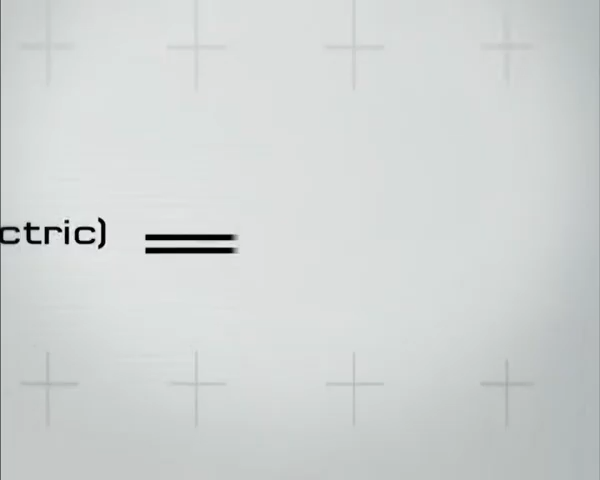 ctric) =